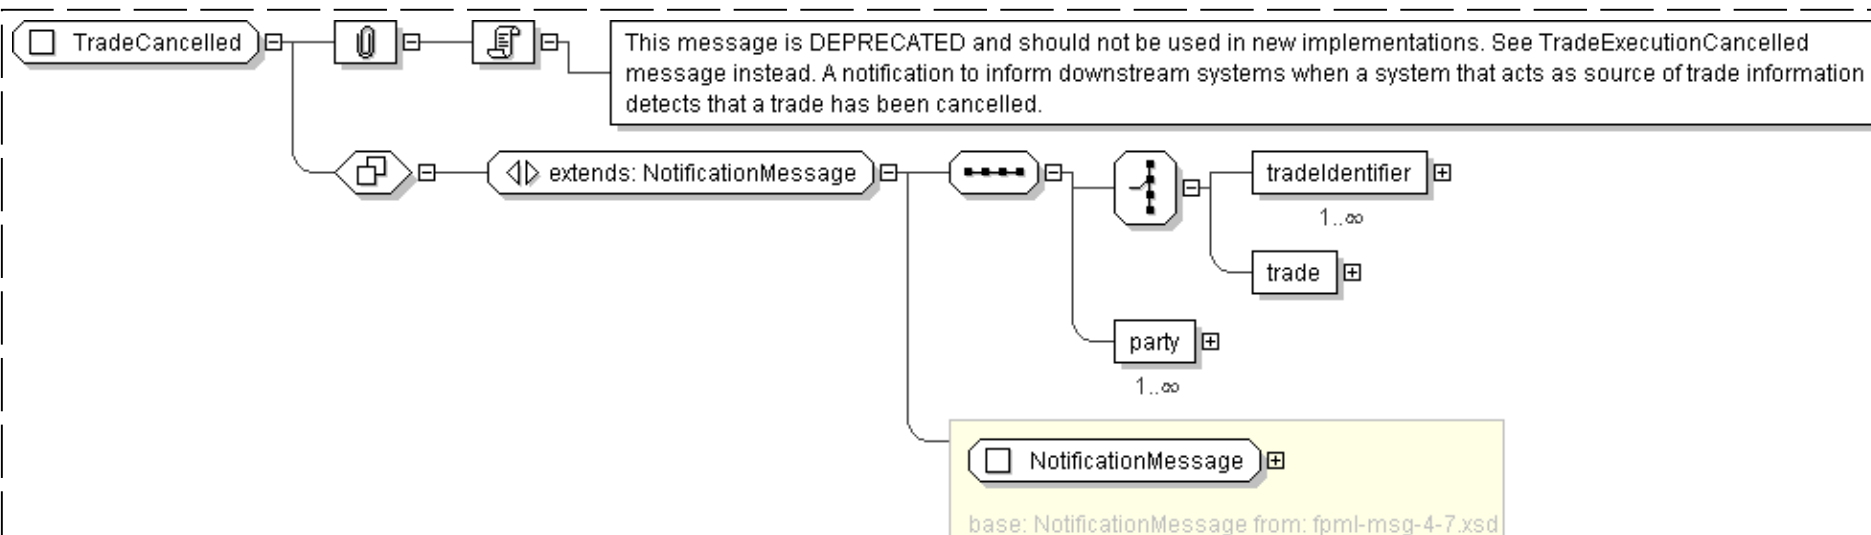 TradeCancelled
This message is DEPRECATED and should not be used in new implementations. See TradeExecutionCancelled
message instead. A notification to inform downstream systems when a system that acts as source of trade information
detects that a trade has been cancelled.
extends: NotificationMessage
tradeIdentifier
1..∞
trade
party
1..∞
NotificationMessage
base: NotificationMessage from: fpml-msg-4-7.xsd